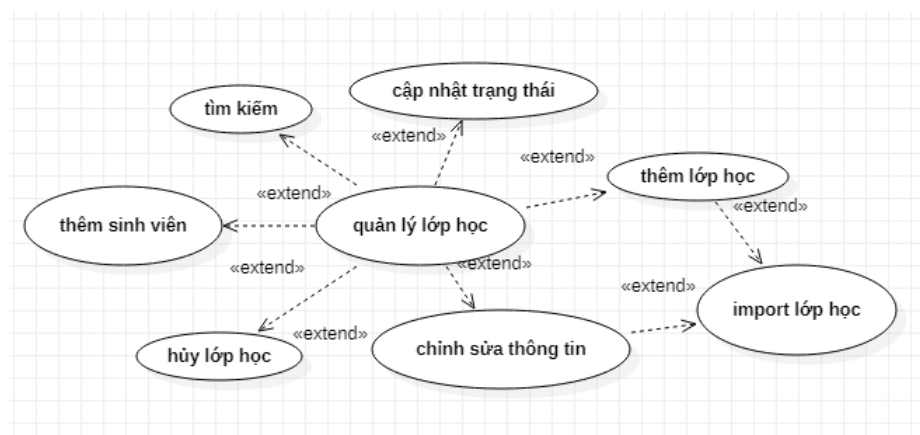 cập nhật trạng thái
tìm kiếm
«extend»
«extend»
thêm lớp học
«extend»
«extend»
thêm sinh viên
quản lý lớp học
«extend»
«extend»
«extend»
import lớp học
«extend»
chỉnh sửa thông tin
hủy lớp học